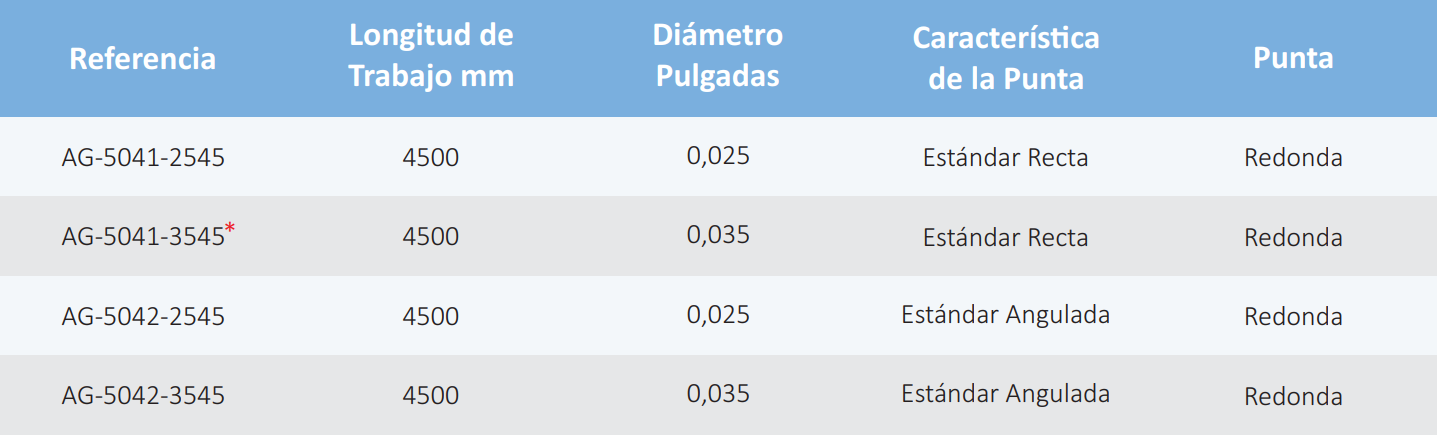 Referencia Longitud de Trabajo mm Diámetro Pulgadas Característica de la Punta Punta
AG-5041-2545 4500 0,025 Estándar Recta Redonda
AG-5041-3545* 4500 0,035 Estándar Recta Redonda
AG-5042-2545 4500 0,025 Estándar Angulada Redonda
AG-5042-3545 4500 0,035 Estándar Angulada Redonda